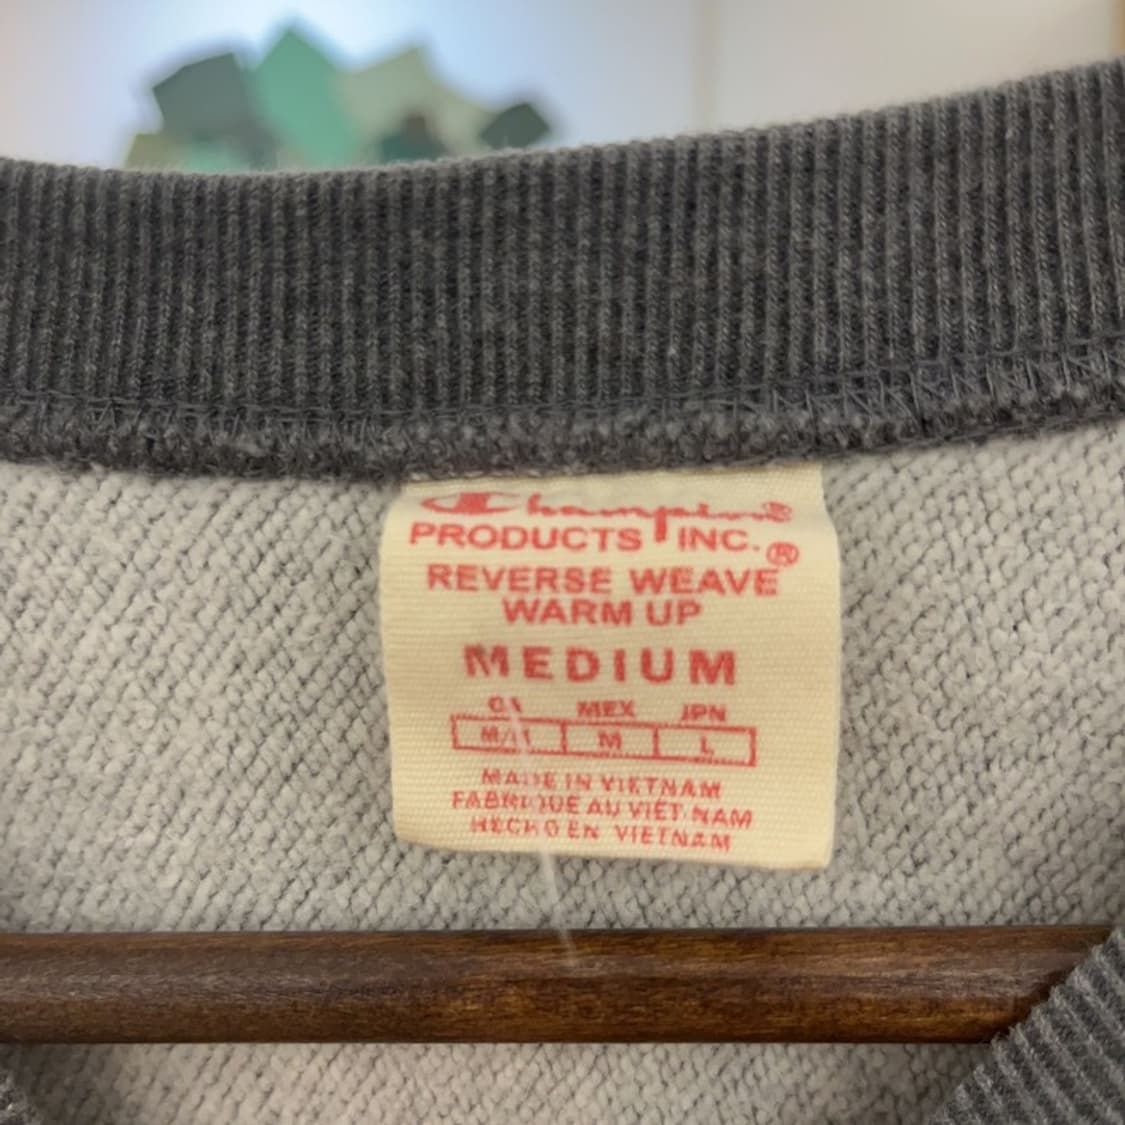 Champion®
PRODUCTS INC.
REVERSE WEAVE®
WARM UP
MEDIUM
CA MEX JPN
M/M M L
MADE IN VIETNAM
FABRIQUE AU VIET NAM
HECHO EN VIETNAM